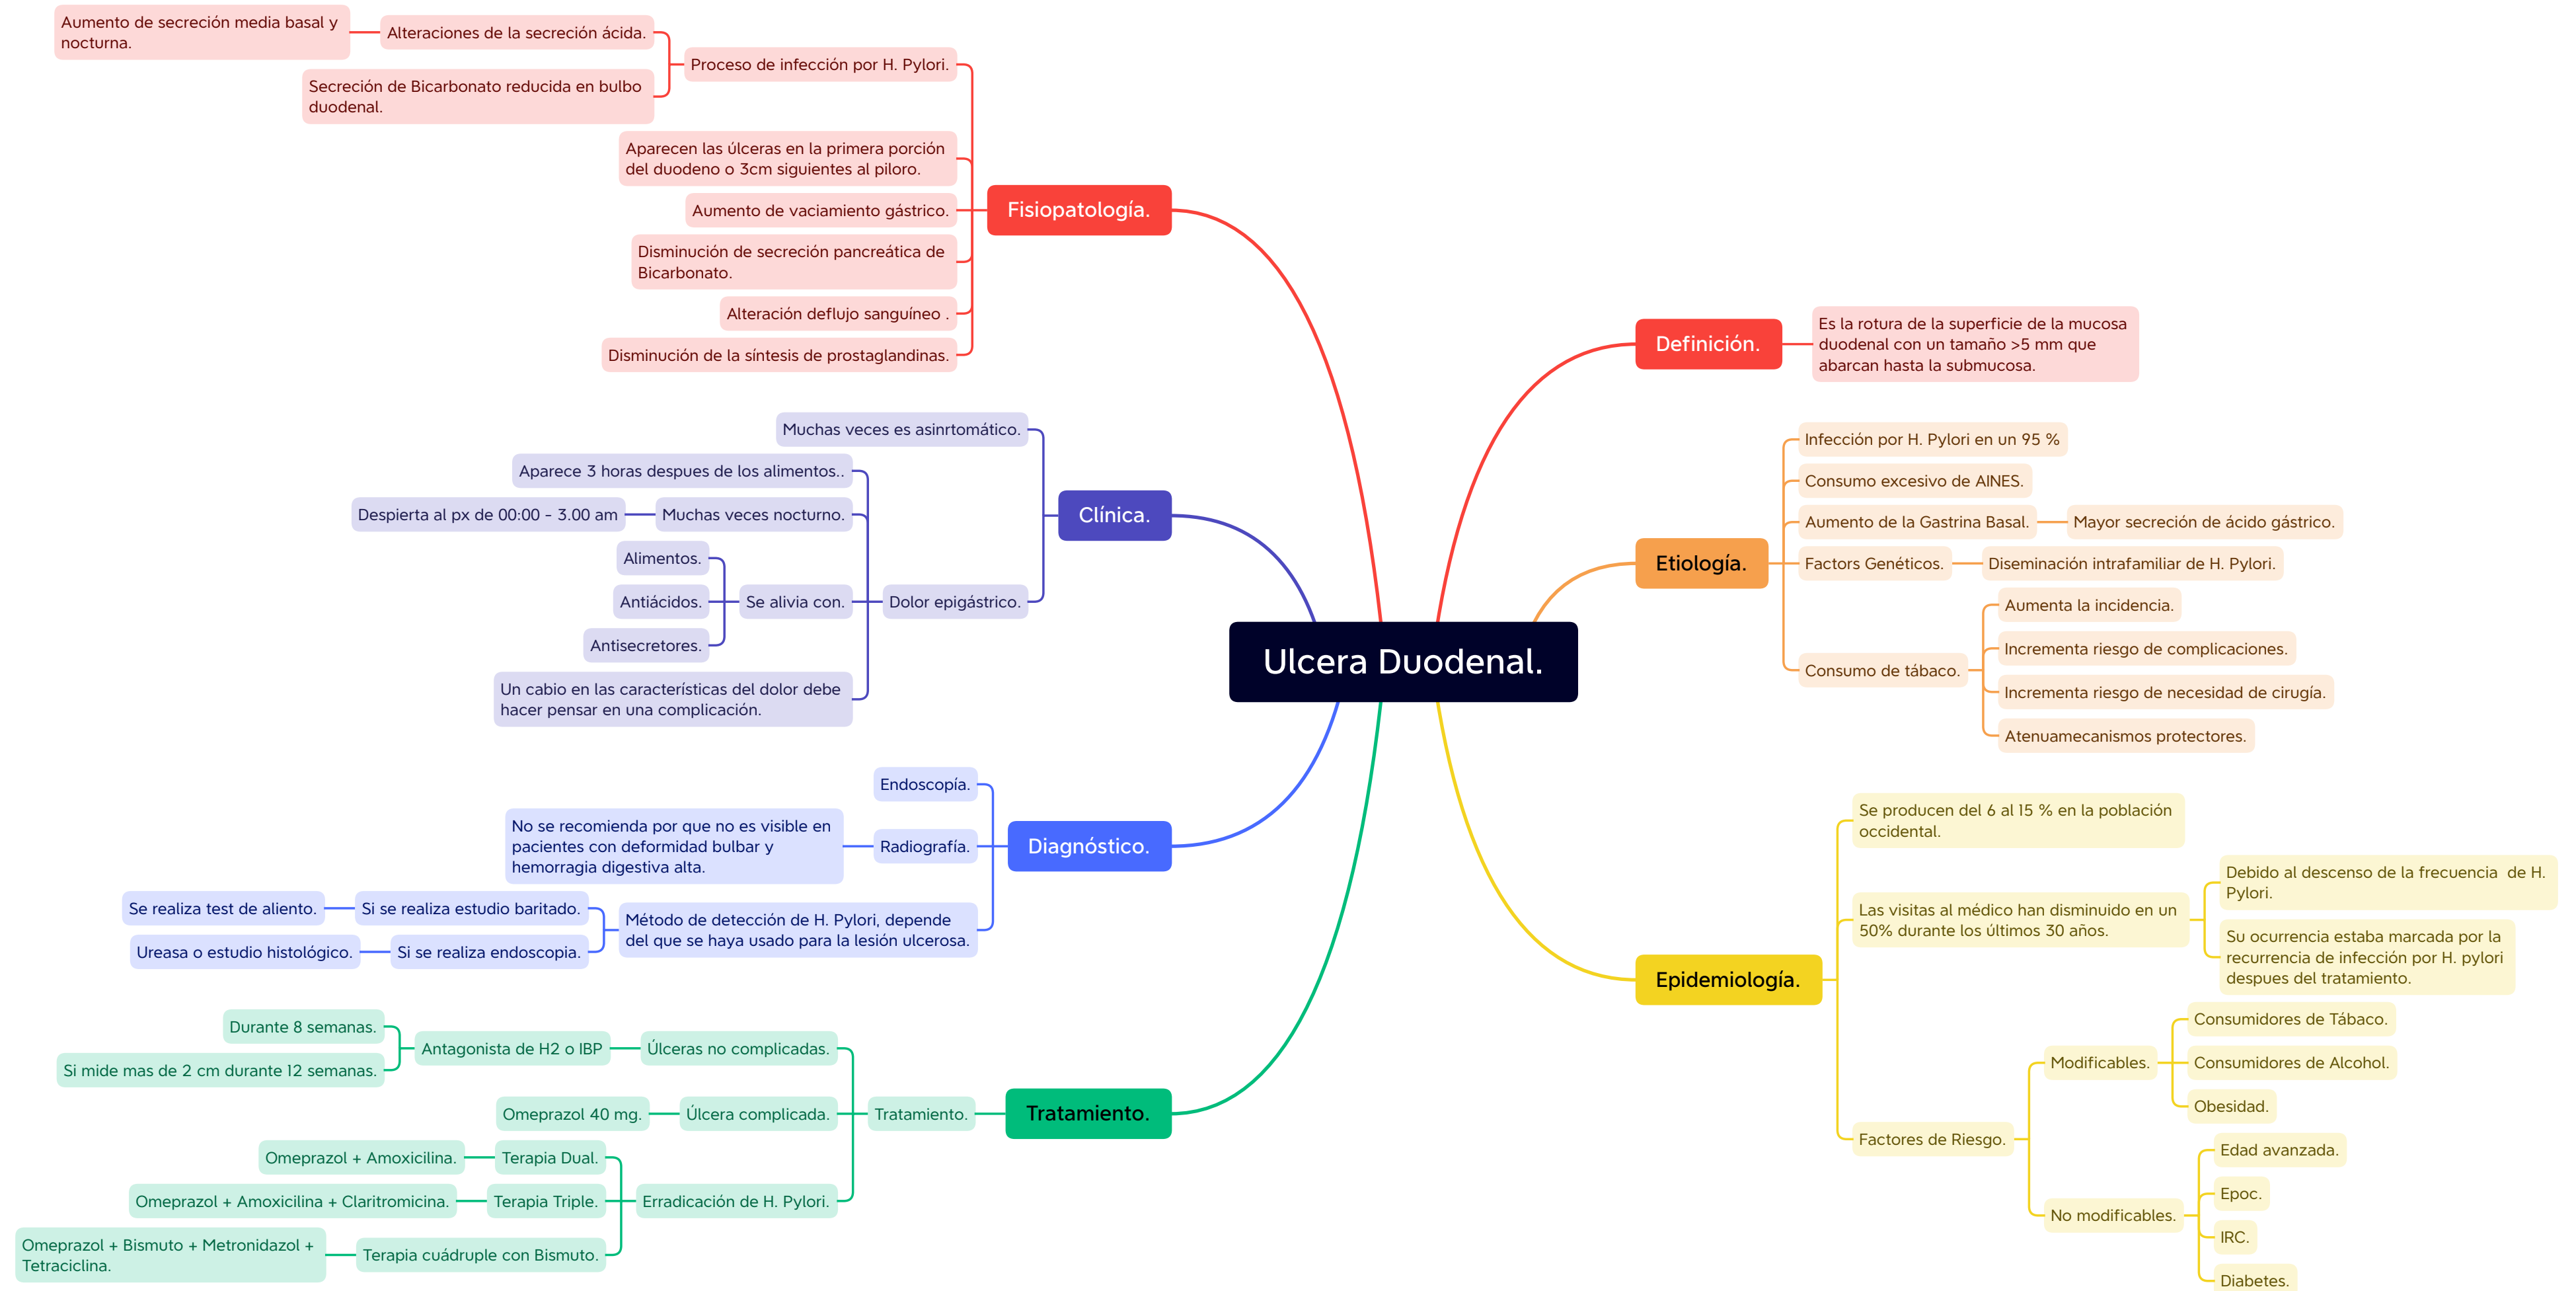 Ulcera Duodenal.
Definición.
Es la rotura de la superficie de la mucosa
duodenal con un tamaño >5 mm que
abarcan hasta la submucosa.
Etiología.
Infección por H. Pylori en un 95 %
Consumo excesivo de AINES.
Aumento de la Gastrina Basal.
Mayor secreción de ácido gástrico.
Factors Genéticos.
Diseminación intrafamiliar de H. Pylori.
Consumo de tábaco.
Aumenta la incidencia.
Incrementa riesgo de complicaciones.
Incrementa riesgo de necesidad de cirugía.
Atenuamecanismos protectores.
Epidemiología.
Se producen del 6 al 15 % en la población
occidental.
Las visitas al médico han disminuido en un
50% durante los últimos 30 años.
Debido al descenso de la frecuencia  de H.
Pylori.
Su ocurrencia estaba marcada por la
recurrencia de infección por H. pylori
despues del tratamiento.
Factores de Riesgo.
Modificables.
Consumidores de Tábaco.
Consumidores de Alcohol.
Obesidad.
No modificables.
Edad avanzada.
Epoc.
IRC.
Diabetes.
Fisiopatología.
Proceso de infección por H. Pylori.
Alteraciones de la secreción ácida.
Aumento de secreción media basal y
nocturna.
Secreción de Bicarbonato reducida en bulbo
duodenal.
Aparecen las úlceras en la primera porción
del duodeno o 3cm siguientes al piloro.
Aumento de vaciamiento gástrico.
Disminución de secreción pancreática de
Bicarbonato.
Alteración deflujo sanguíneo .
Disminución de la síntesis de prostaglandinas.
Clínica.
Muchas veces es asinrtomático.
Dolor epigástrico.
Aparece 3 horas despues de los alimentos..
Muchas veces nocturno.
Despierta al px de 00:00 - 3.00 am
Se alivia con.
Alimentos.
Antiácidos.
Antisecretores.
Un cabio en las características del dolor debe
hacer pensar en una complicación.
Diagnóstico.
Endoscopía.
Radiografía.
No se recomienda por que no es visible en
pacientes con deformidad bulbar y
hemorragia digestiva alta.
Método de detección de H. Pylori, depende
del que se haya usado para la lesión ulcerosa.
Si se realiza estudio baritado.
Se realiza test de aliento.
Si se realiza endoscopia.
Ureasa o estudio histológico.
Tratamiento.
Tratamiento.
Úlceras no complicadas.
Antagonista de H2 o IBP
Durante 8 semanas.
Si mide mas de 2 cm durante 12 semanas.
Úlcera complicada.
Omeprazol 40 mg.
Erradicación de H. Pylori.
Terapia Dual.
Omeprazol + Amoxicilina.
Terapia Triple.
Omeprazol + Amoxicilina + Claritromicina.
Terapia cuádruple con Bismuto.
Omeprazol + Bismuto + Metronidazol +
Tetraciclina.